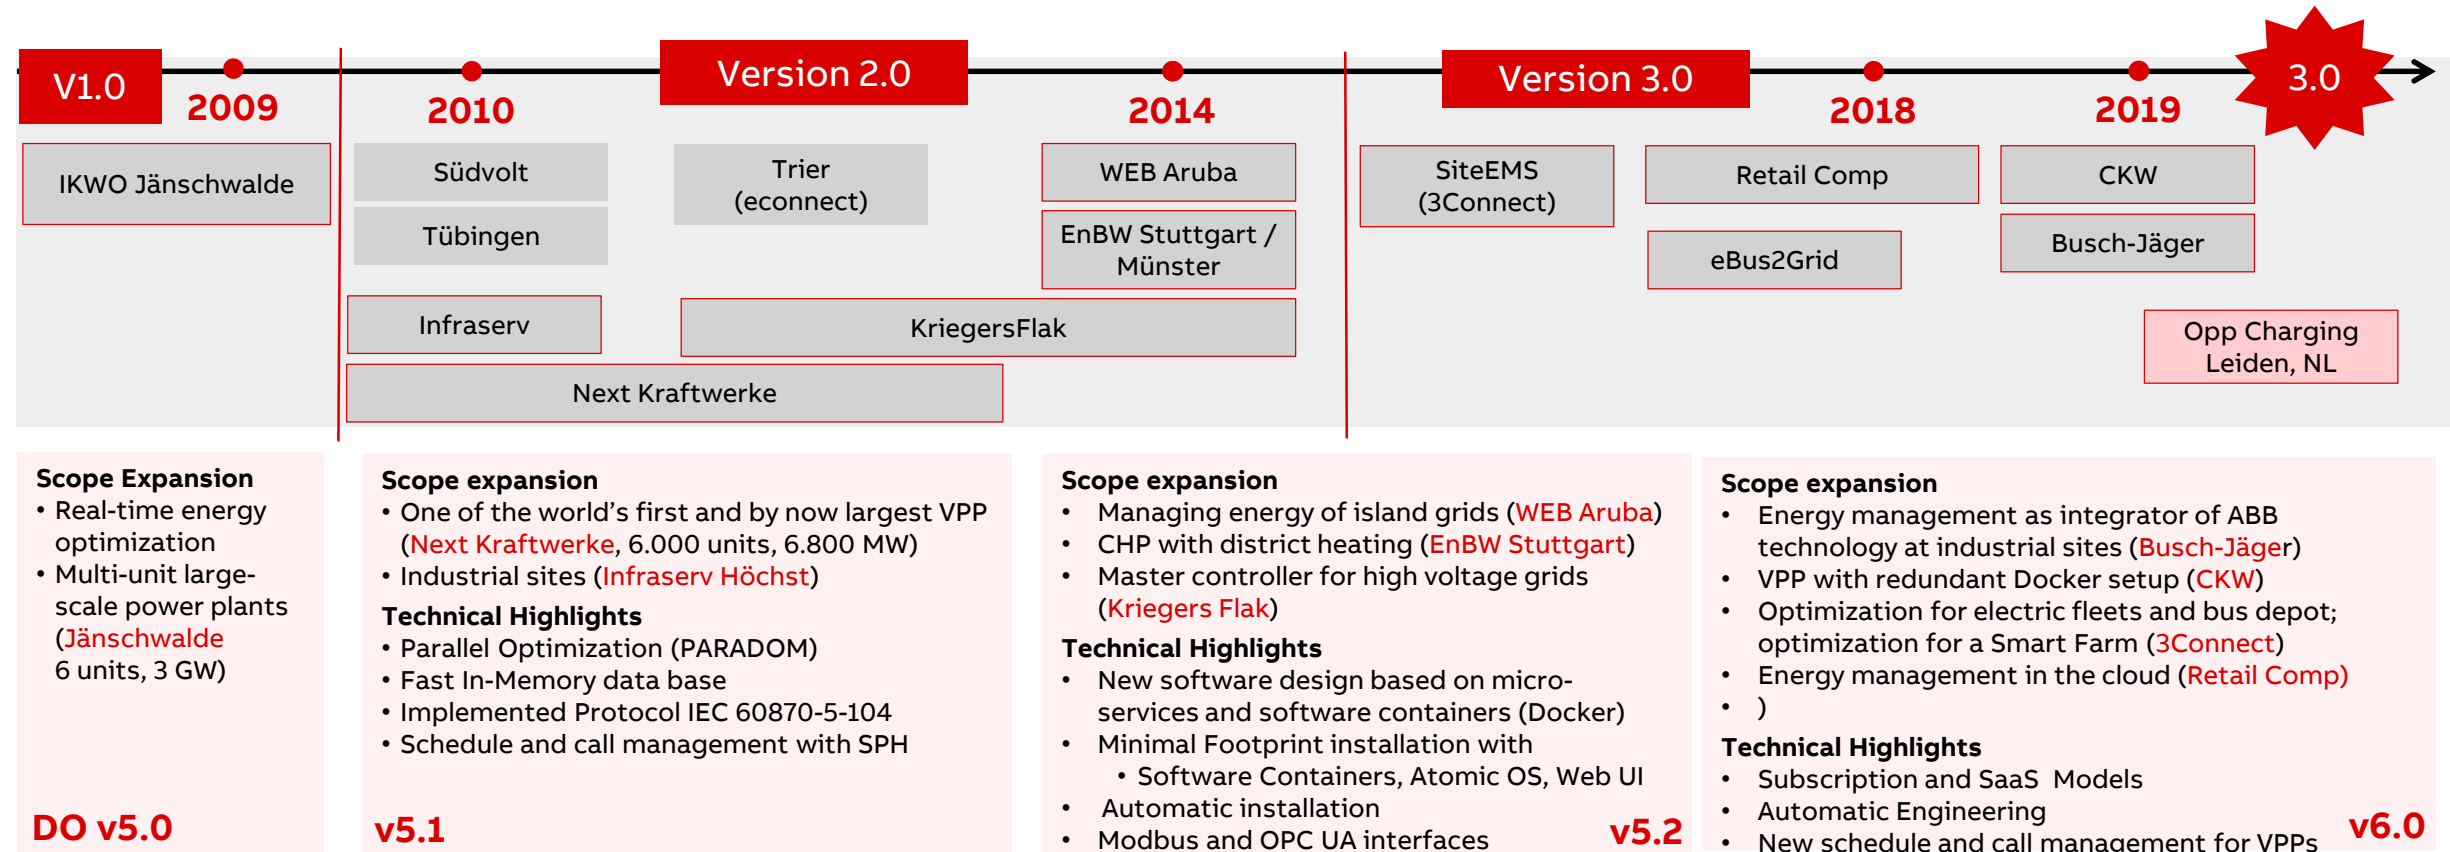 V1.0
2009
2010
Version 2.0
2014
Version 3.0
2018
2019
3.0
IKWO Jänschwalde
Südvolt
Tübingen
Infraserv
Next Kraftwerke
Trier
(econnect)
KriegersFlak
WEB Aruba
EnBW Stuttgart /
Münster
SiteEMS
(3Connect)
Retail Comp
eBus2Grid
CKW
Busch-Jäger
Opp Charging
Leiden, NL
Scope Expansion
• Real-time energy
optimization
• Multi-unit large-
scale power plants
(Jänschwalde
6 units, 3 GW)
DO v5.0
Scope expansion
• One of the world’s first and by now largest VPP
(Next Kraftwerke, 6.000 units, 6.800 MW)
• Industrial sites (Infraserv Höchst)
Technical Highlights
• Parallel Optimization (PARADOM)
• Fast In-Memory data base
• Implemented Protocol IEC 60870-5-104
• Schedule and call management with SPH
v5.1
Scope expansion
• Managing energy of island grids (WEB Aruba)
• CHP with district heating (EnBW Stuttgart)
• Master controller for high voltage grids
(Kriegers Flak)
Technical Highlights
• New software design based on micro-
services and software containers (Docker)
• Minimal Footprint installation with
• Software Containers, Atomic OS, Web UI
• Automatic installation
• Modbus and OPC UA interfaces
v5.2
Scope expansion
• Energy management as integrator of ABB
technology at industrial sites (Busch-Jäger)
• VPP with redundant Docker setup (CKW)
• Optimization for electric fleets and bus depot;
optimization for a Smart Farm (3Connect)
• Energy management in the cloud (Retail Comp)
• )
Technical Highlights
• Subscription and SaaS Models
• Automatic Engineering
• New schedule and call management for VPPs
v6.0